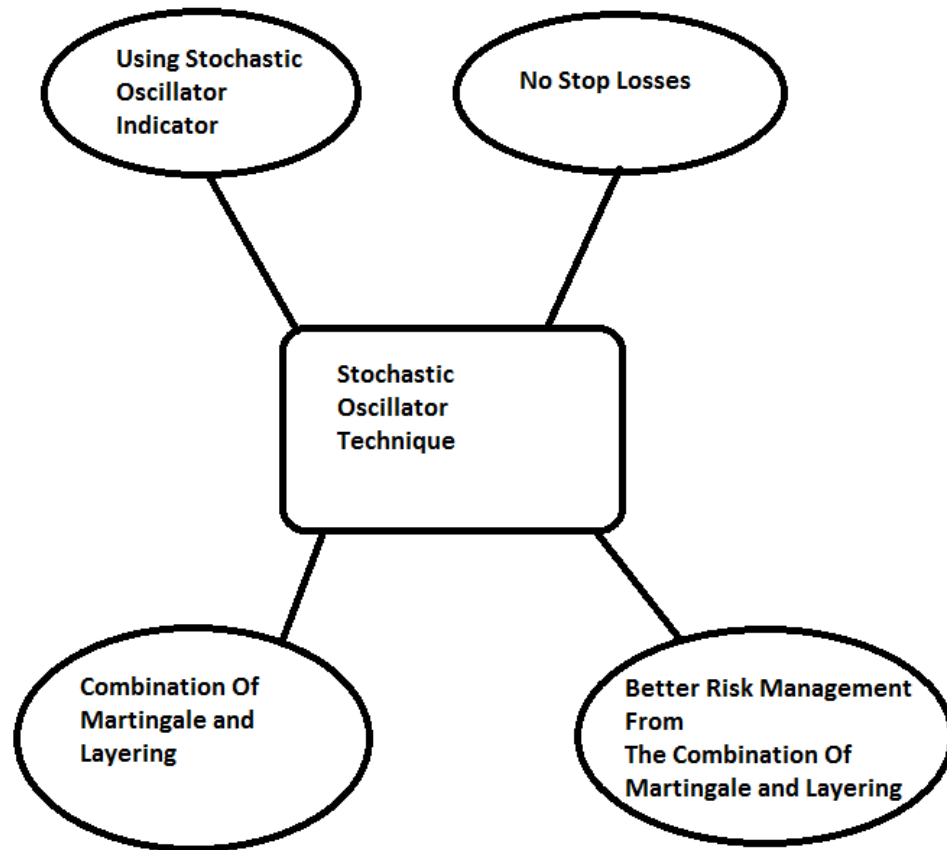 Using Stochastic
Oscillator
Indicator
No Stop Losses
Stochastic
Oscillator
Technique
Combination Of
Martingale and
Layering
Better Risk Management
From
The Combination Of
Martingale and Layering